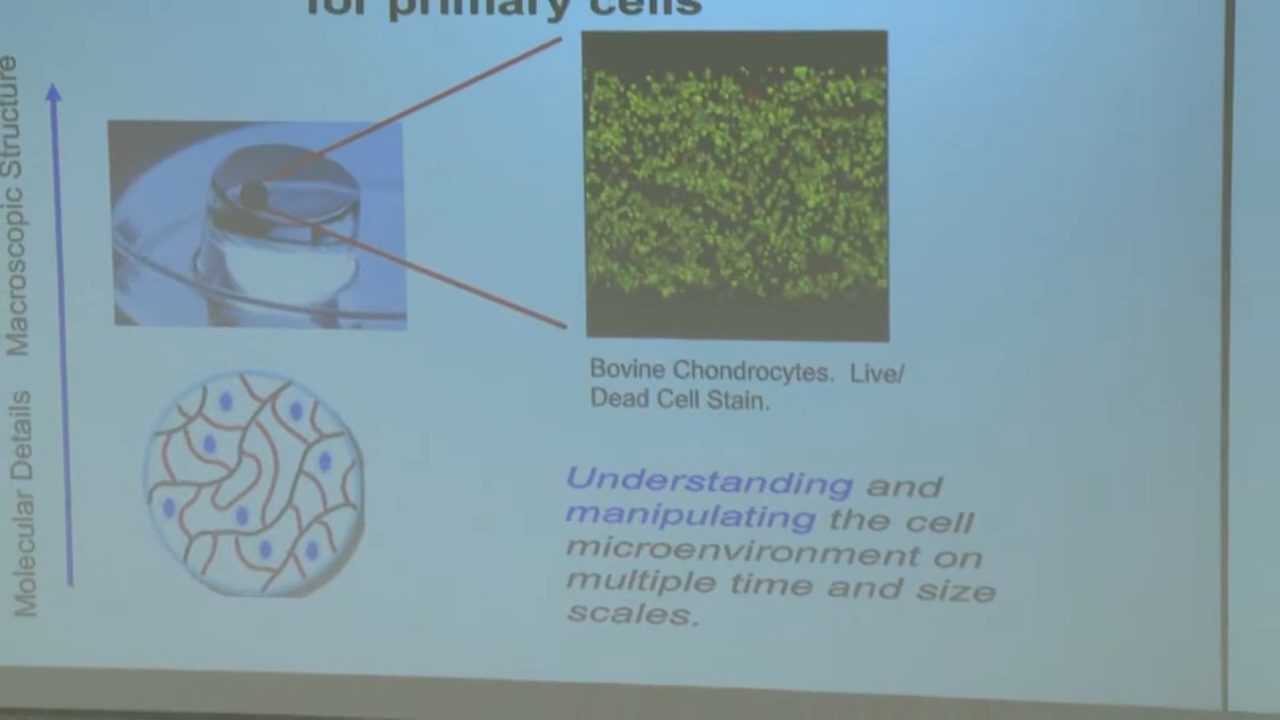 for primary cells
Macroscopic Structure
Molecular Details
Bovine Chondrocytes. Live/
Dead Cell Stain.
Understanding and
manipulating the cell
microenvironment on
multiple time and size
scales.